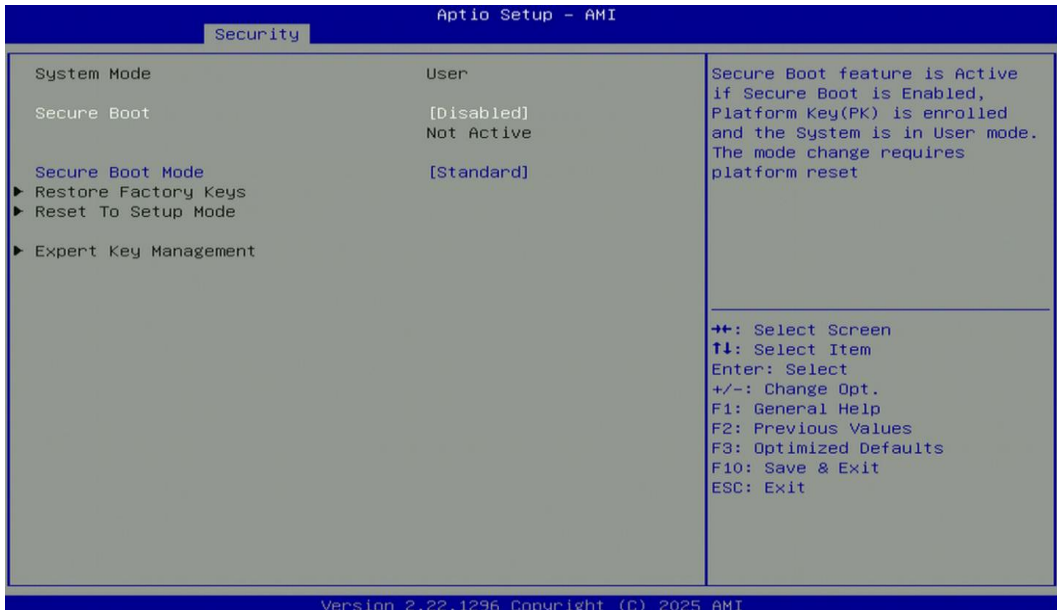 Aptio Setup – AMI
Security
System Mode User
Secure Boot [Disabled]
Not Active
Secure Boot Mode [Standard]
▶ Restore Factory Keys
▶ Reset To Setup Mode
▶ Expert Key Management
Secure Boot feature is Active
if Secure Boot is Enabled,
Platform Key(PK) is enrolled
and the System is in User mode.
The mode change requires
platform reset
→←: Select Screen
↑↓: Select Item
Enter: Select
+/-: Change Opt.
F1: General Help
F2: Previous Values
F3: Optimized Defaults
F10: Save & Exit
ESC: Exit
Version 2.22.1296 Copyright (C) 2025 AMI